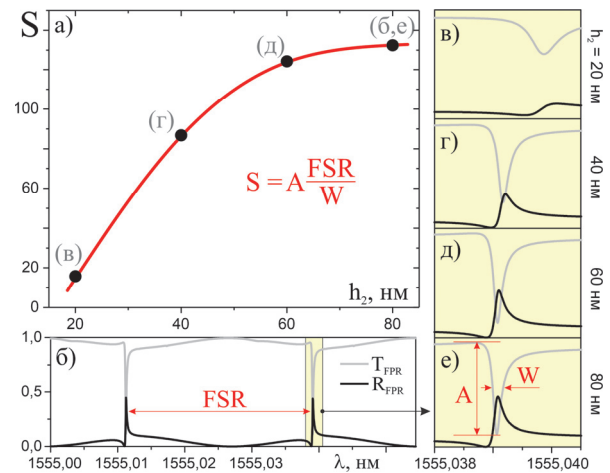 S
а)
(б,е)
(д)
(г)
(в)
S = A FSR/W
140
100
60
20
0
20
40
60
80
h₂, нм
в)
h₂ = 20 нм
г)
40 нм
д)
60 нм
е)
80 нм
A
W
1555,038
1555,040
б)
1,0
0,5
0,0
FSR
T_FPR
R_FPR
1555,00
1555,01
1555,02
1555,03
λ, нм